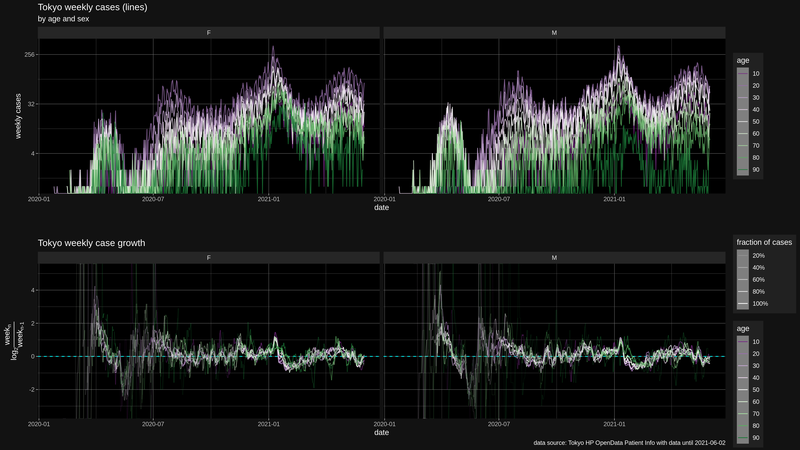 Tokyo weekly cases (lines)
by age and sex
F
M
256
32
4
weekly cases
2020-01
2020-07
2021-01
2020-01
2020-07
2021-01
date
age
10
20
30
40
50
60
70
80
90
Tokyo weekly case growth
F
M
4
2
0
-2
log₂ weekₙ / weekₙ₋₁
2020-01
2020-07
2021-01
2020-01
2020-07
2021-01
date
fraction of cases
20%
40%
60%
80%
100%
age
10
20
30
40
50
60
70
80
90
data source: Tokyo HP OpenData Patient Info with data until 2021-06-02